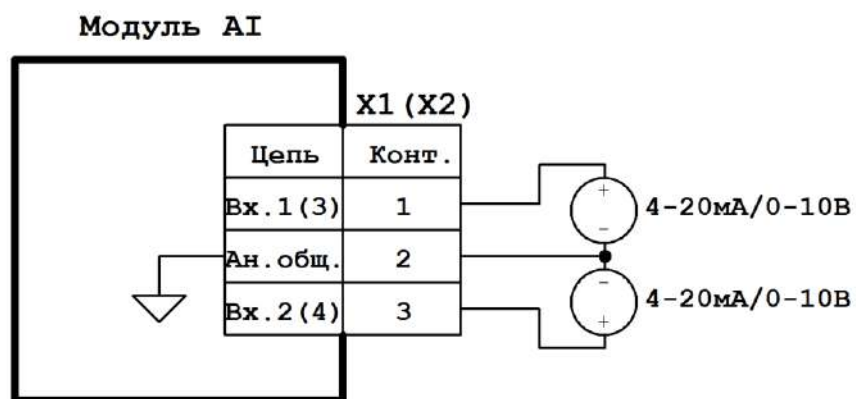 Модуль AI
X1(X2)
Цепь Конт.
Вх.1(3) 1
Ан.общ. 2
Вх.2(4) 3
+
-
4-20мА/0-10В
-
+
4-20мА/0-10В